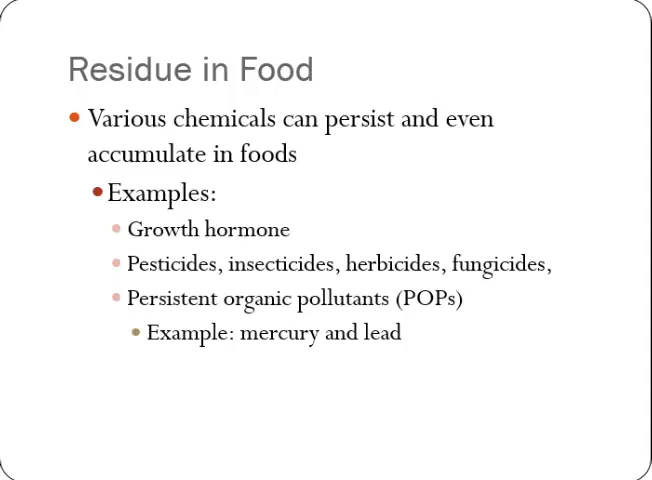 Residue in Food
Various chemicals can persist and even
accumulate in foods
Examples:
Growth hormone
Pesticides, insecticides, herbicides, fungicides,
Persistent organic pollutants (POPs)
Example: mercury and lead